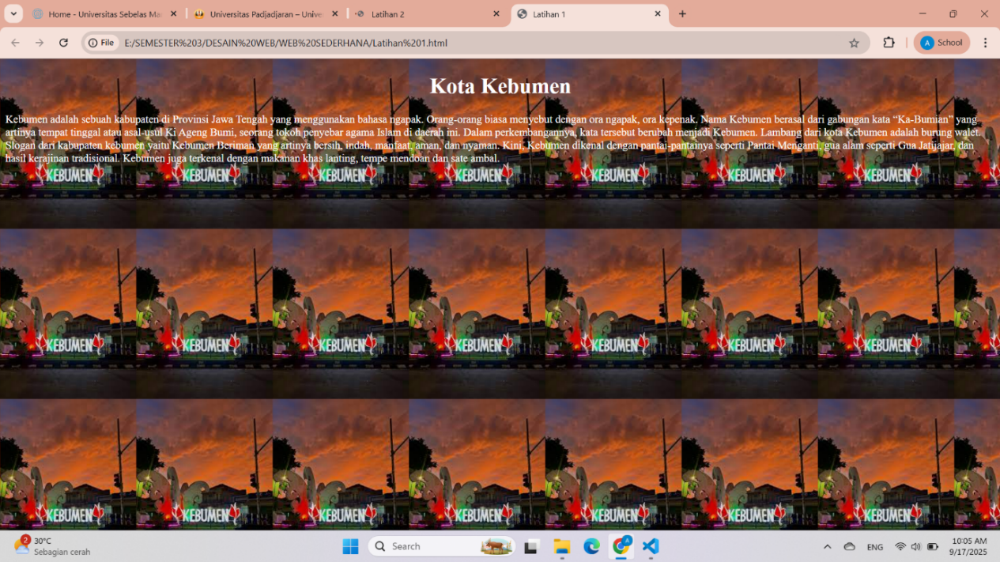 Home - Universitas Sebelas Mar
Universitas Padjadjaran – Univer
Latihan 2
Latihan 1
File
E:/SEMESTER%203/DESAIN%20WEB/WEB%20SEDERHANA/Latihan%201.html
A
School
Kota Kebumen
Kebumen adalah sebuah kabupaten di Provinsi Jawa Tengah yang menggunakan bahasa ngapak. Orang-orang biasa menyebut dengan ora ngapak, ora kepenak. Nama Kebumen berasal dari gabungan kata “Ka-Bumian” yang
artinya tempat tinggal atau asal-usul Ki Ageng Bumi, seorang tokoh penyebar agama Islam di daerah ini. Dalam perkembangannya, kata tersebut berubah menjadi Kebumen. Lambang dari kota Kebumen adalah burung walet.
Slogan dari kabupaten kebumen yaitu Kebumen Beriman yang artinya bersih, indah, manfaat, aman, dan nyaman. Kini, Kebumen dikenal dengan pantai-pantainya seperti Pantai Menganti, gua alam seperti Gua Jatijajar, dan
hasil kerajinan tradisional. Kebumen juga terkenal dengan makanan khas lanting, tempe mendoan dan sate ambal.
KEBUMEN KEBUMEN KEBUMEN KEBUMEN KEBUMEN KEBUMEN KEBUMEN
KEBUMEN KEBUMEN KEBUMEN KEBUMEN KEBUMEN KEBUMEN KEBUMEN
KEBUMEN KEBUMEN KEBUMEN KEBUMEN KEBUMEN KEBUMEN KEBUMEN
2
30°C
Sebagian cerah
Search
A
ENG
10:05 AM
9/17/2025